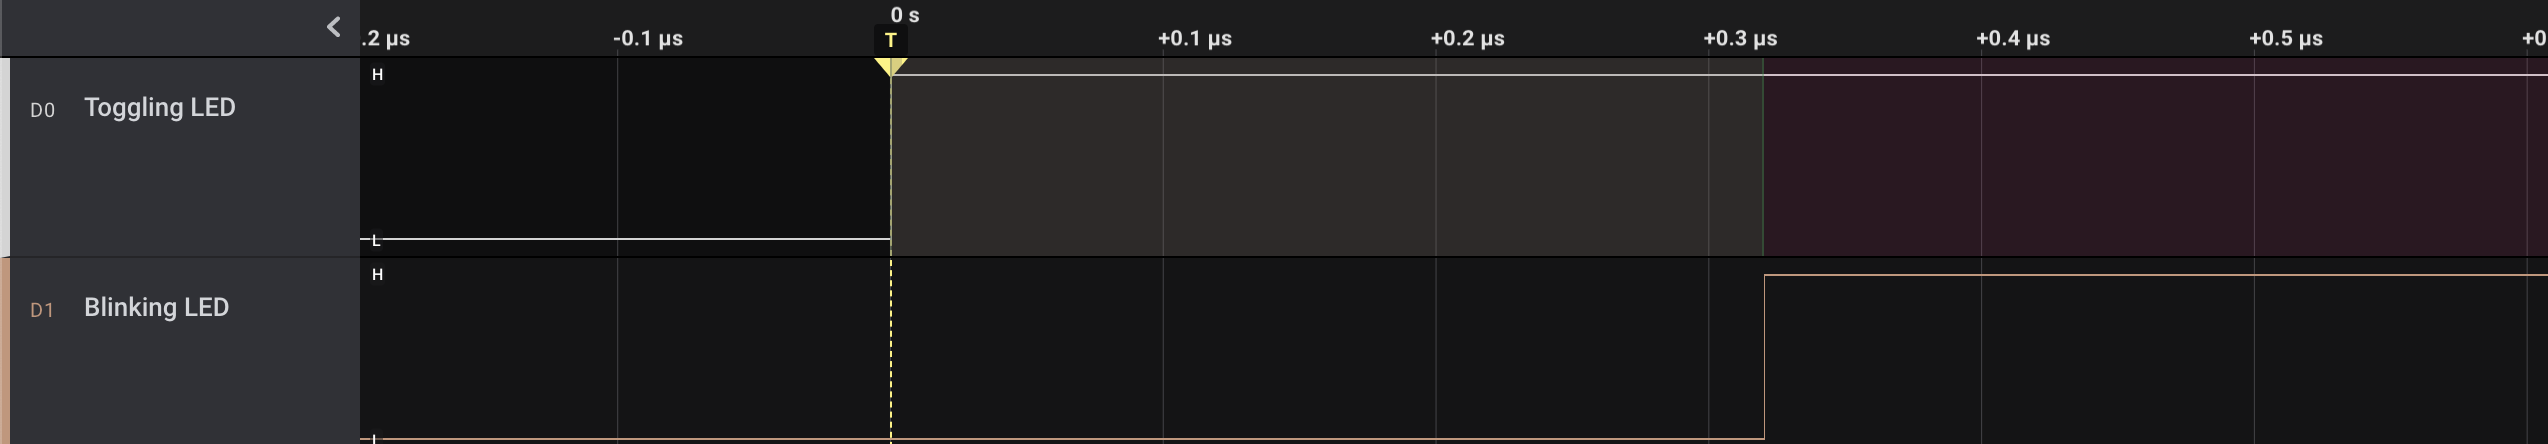 0 s
.2 µs -0.1 µs T +0.1 µs +0.2 µs +0.3 µs +0.4 µs +0.5 µs +0
H
D0 Toggling LED
L
H
D1 Blinking LED
L